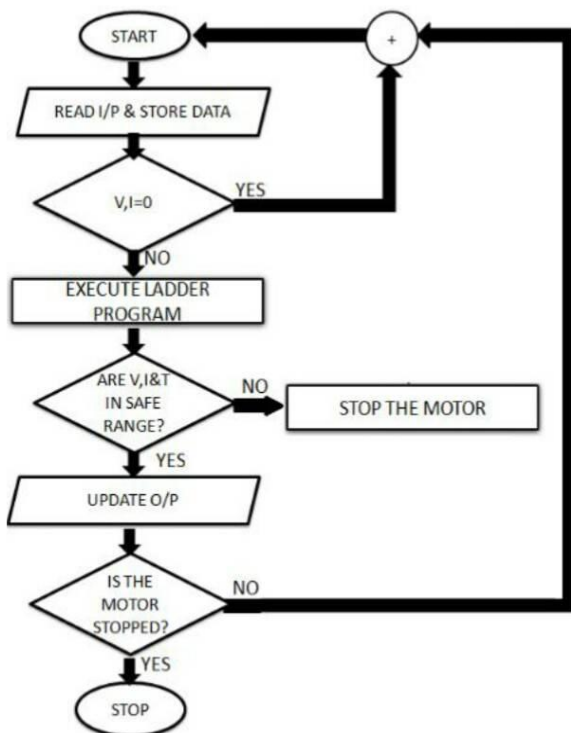 START
+
READ I/P & STORE DATA
V,I=0
YES
NO
EXECUTE LADDER
PROGRAM
ARE V,I&T
IN SAFE
RANGE?
NO
STOP THE MOTOR
YES
UPDATE O/P
IS THE
MOTOR
STOPPED?
NO
YES
STOP